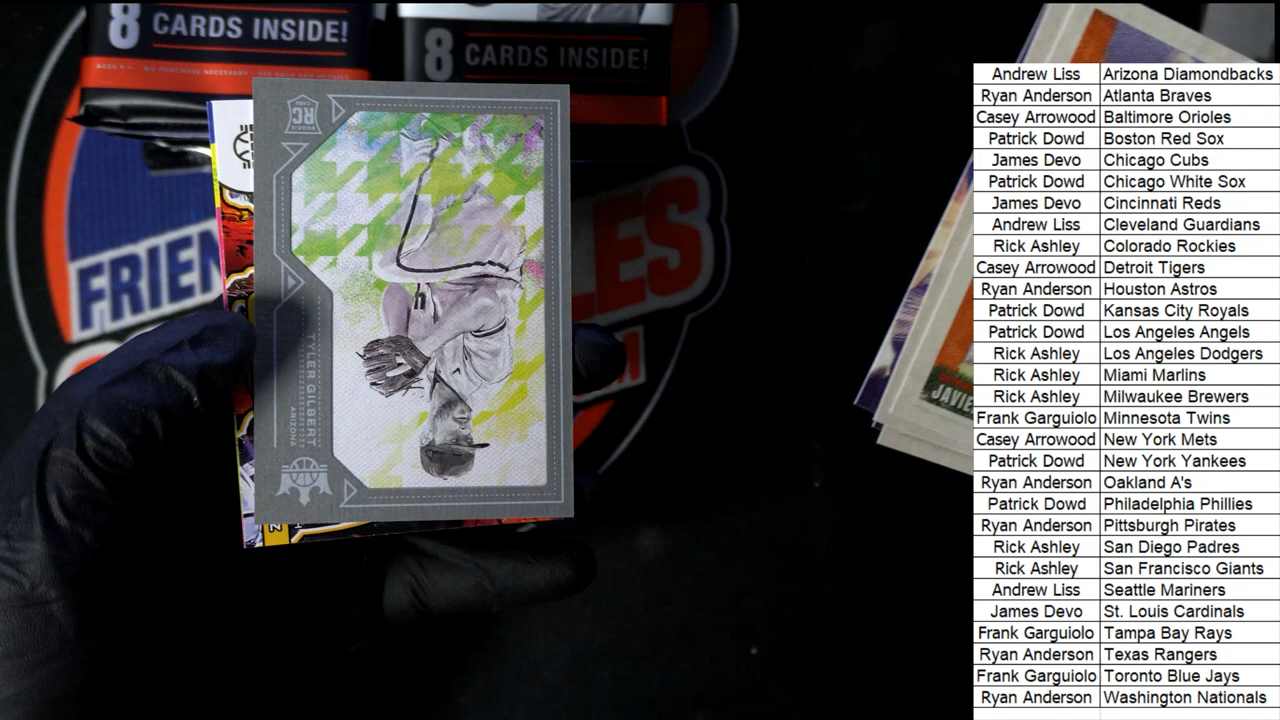 8 CARDS INSIDE!
8 CARDS INSIDE!
FRIEN
LES
RC
TYLER GILBERT
ARIZONA
JAVIE
Andrew Liss Arizona Diamondbacks
Ryan Anderson Atlanta Braves
Casey Arrowood Baltimore Orioles
Patrick Dowd Boston Red Sox
James Devo Chicago Cubs
Patrick Dowd Chicago White Sox
James Devo Cincinnati Reds
Andrew Liss Cleveland Guardians
Rick Ashley Colorado Rockies
Casey Arrowood Detroit Tigers
Ryan Anderson Houston Astros
Patrick Dowd Kansas City Royals
Patrick Dowd Los Angeles Angels
Rick Ashley Los Angeles Dodgers
Rick Ashley Miami Marlins
Rick Ashley Milwaukee Brewers
Frank Garguiolo Minnesota Twins
Casey Arrowood New York Mets
Patrick Dowd New York Yankees
Ryan Anderson Oakland A's
Patrick Dowd Philadelphia Phillies
Ryan Anderson Pittsburgh Pirates
Rick Ashley San Diego Padres
Rick Ashley San Francisco Giants
Andrew Liss Seattle Mariners
James Devo St. Louis Cardinals
Frank Garguiolo Tampa Bay Rays
Ryan Anderson Texas Rangers
Frank Garguiolo Toronto Blue Jays
Ryan Anderson Washington Nationals